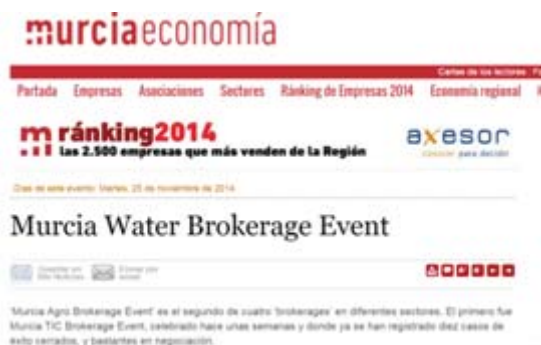 murciaeconomía
Cartas de los lectores
Portada Empresas Asociaciones Sectores Ránking de Empresas 2014 Economía regional
m ránking2014 axesor
las 2.500 empresas que más venden de la Región conocer para decidir
Días de este evento: Martes, 25 de noviembre de 2014
Murcia Water Brokerage Event
'Murcia Agro Brokerage Event' es el segundo de cuatro 'brokerages' en diferentes sectores. El primero fue
Murcia TIC Brokerage Event, celebrado hace unas semanas y donde ya se han registrado diez casos de
éxito cerrados, y bastantes en negociación.